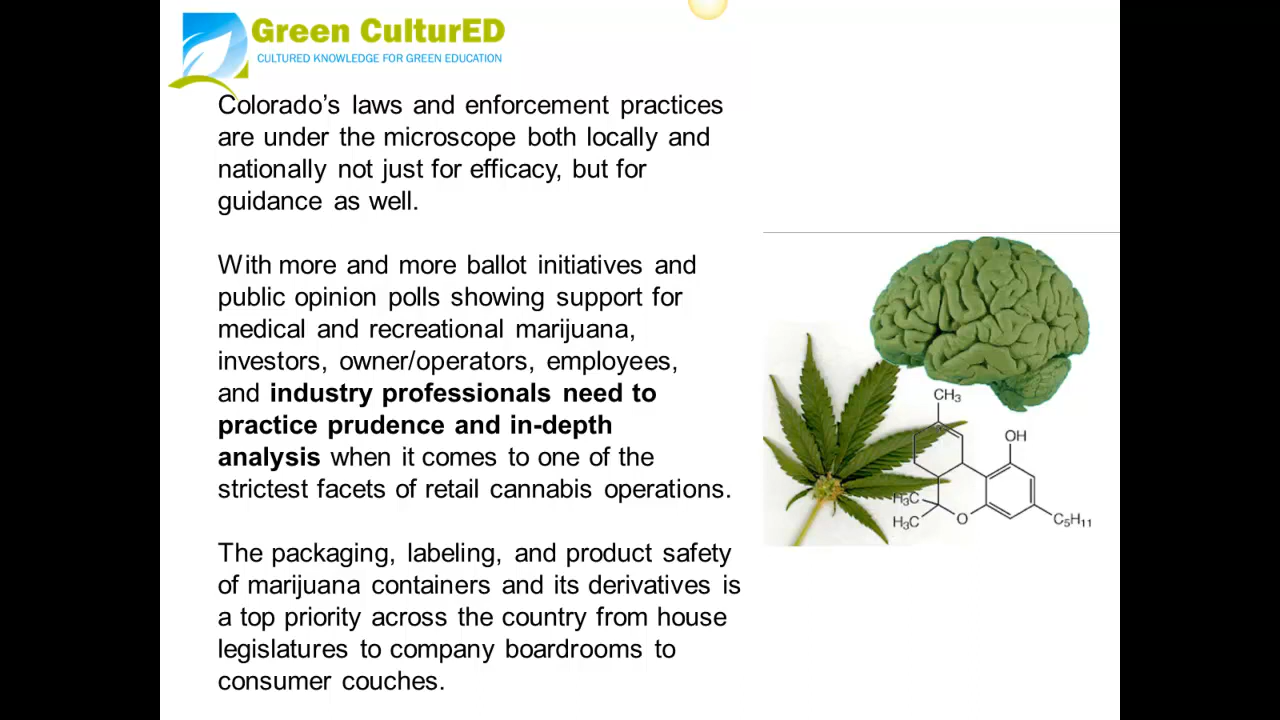 Green CulturED
CULTURED KNOWLEDGE FOR GREEN EDUCATION
Colorado’s laws and enforcement practices
are under the microscope both locally and
nationally not just for efficacy, but for
guidance as well.
With more and more ballot initiatives and
public opinion polls showing support for
medical and recreational marijuana,
investors, owner/operators, employees,
and industry professionals need to
practice prudence and in-depth
analysis when it comes to one of the
strictest facets of retail cannabis operations.
The packaging, labeling, and product safety
of marijuana containers and its derivatives is
a top priority across the country from house
legislatures to company boardrooms to
consumer couches.
CH₃
OH
H₃C
H₃C
O
C₅H₁₁